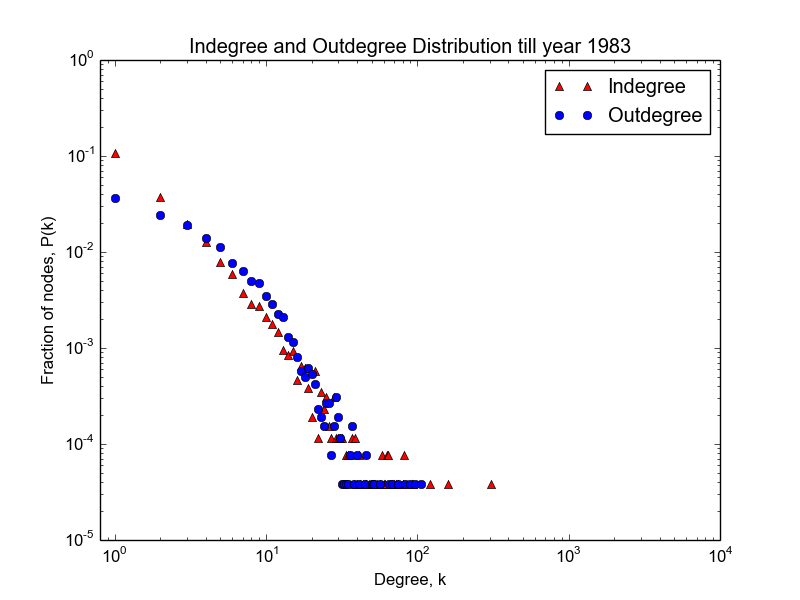 Indegree and Outdegree Distribution till year 1983
Indegree
Outdegree
10^0
10^-1
10^-2
10^-3
10^-4
10^-5
Fraction of nodes, P(k)
10^0 10^1 10^2 10^3 10^4
Degree, k